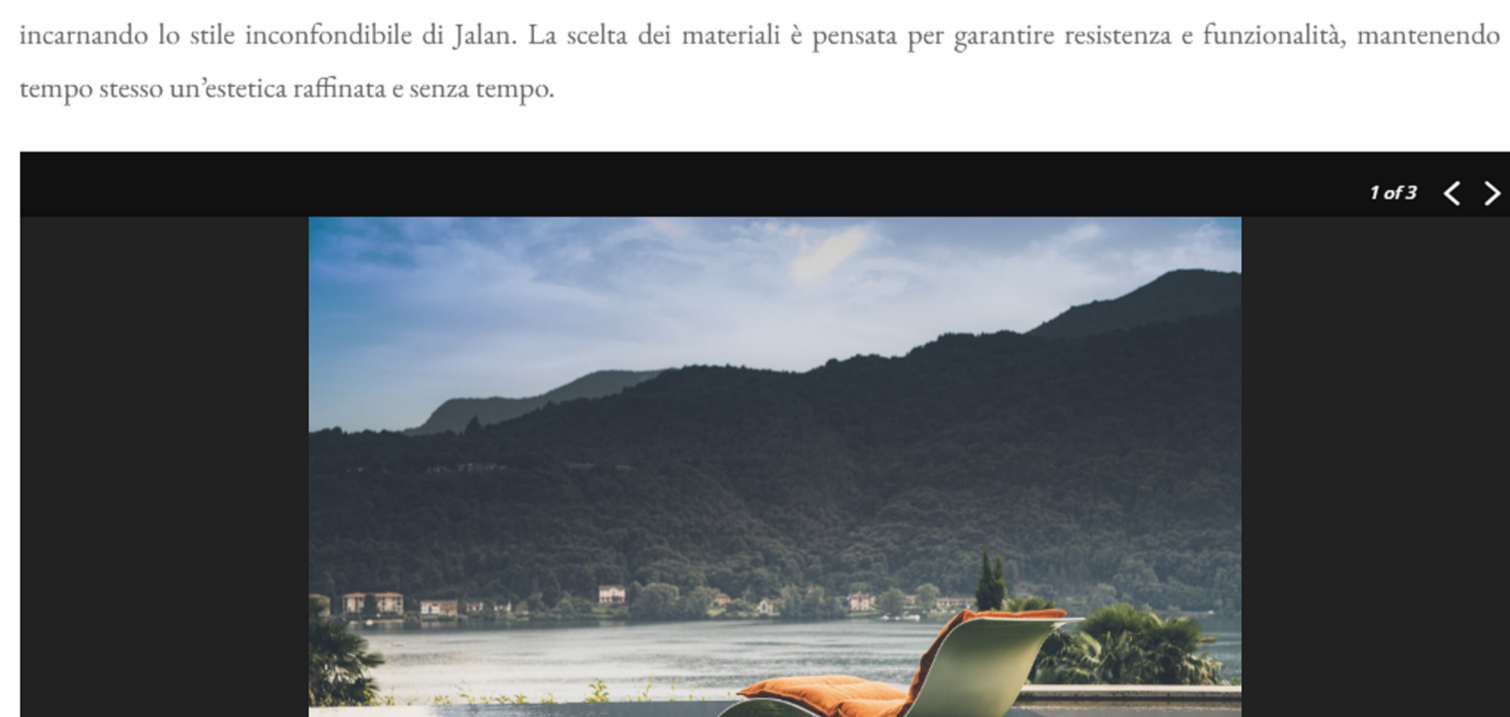 incarnando lo stile inconfondibile di Jalan. La scelta dei materiali è pensata per garantire resistenza e funzionalità, mantenendo
tempo stesso un’estetica raffinata e senza tempo.
1 of 3